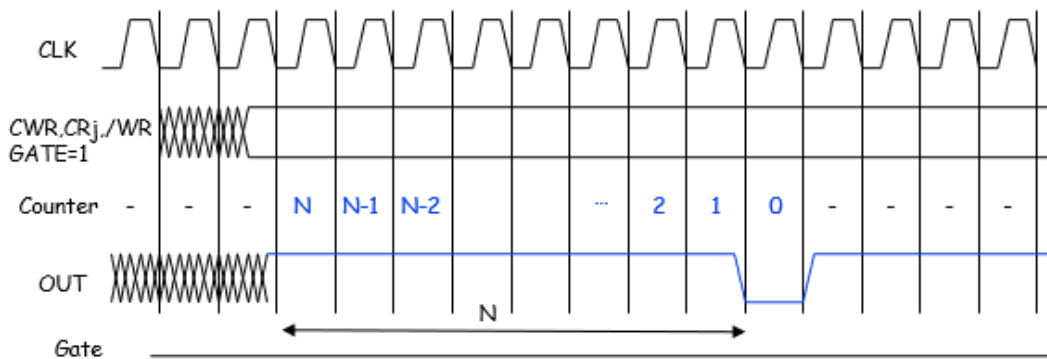 CLK
CWR,CRj,/WR
GATE=1
Counter - - - N N-1 N-2 ... 2 1 0 - - - -
OUT
N
Gate